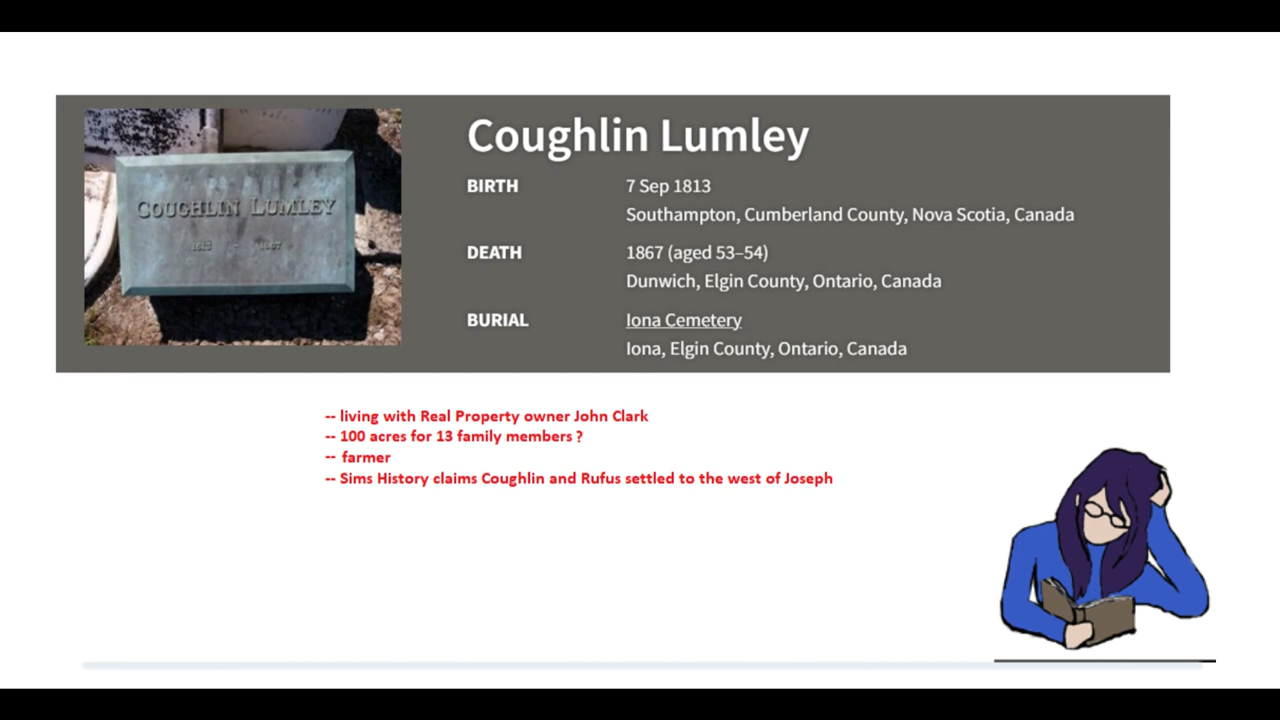 COUGHLIN LUMLEY
Coughlin Lumley
BIRTH
7 Sep 1813
Southampton, Cumberland County, Nova Scotia, Canada
DEATH
1867 (aged 53–54)
Dunwich, Elgin County, Ontario, Canada
BURIAL
Iona Cemetery
Iona, Elgin County, Ontario, Canada
-- living with Real Property owner John Clark
-- 100 acres for 13 family members ?
-- farmer
-- Sims History claims Coughlin and Rufus settled to the west of Joseph